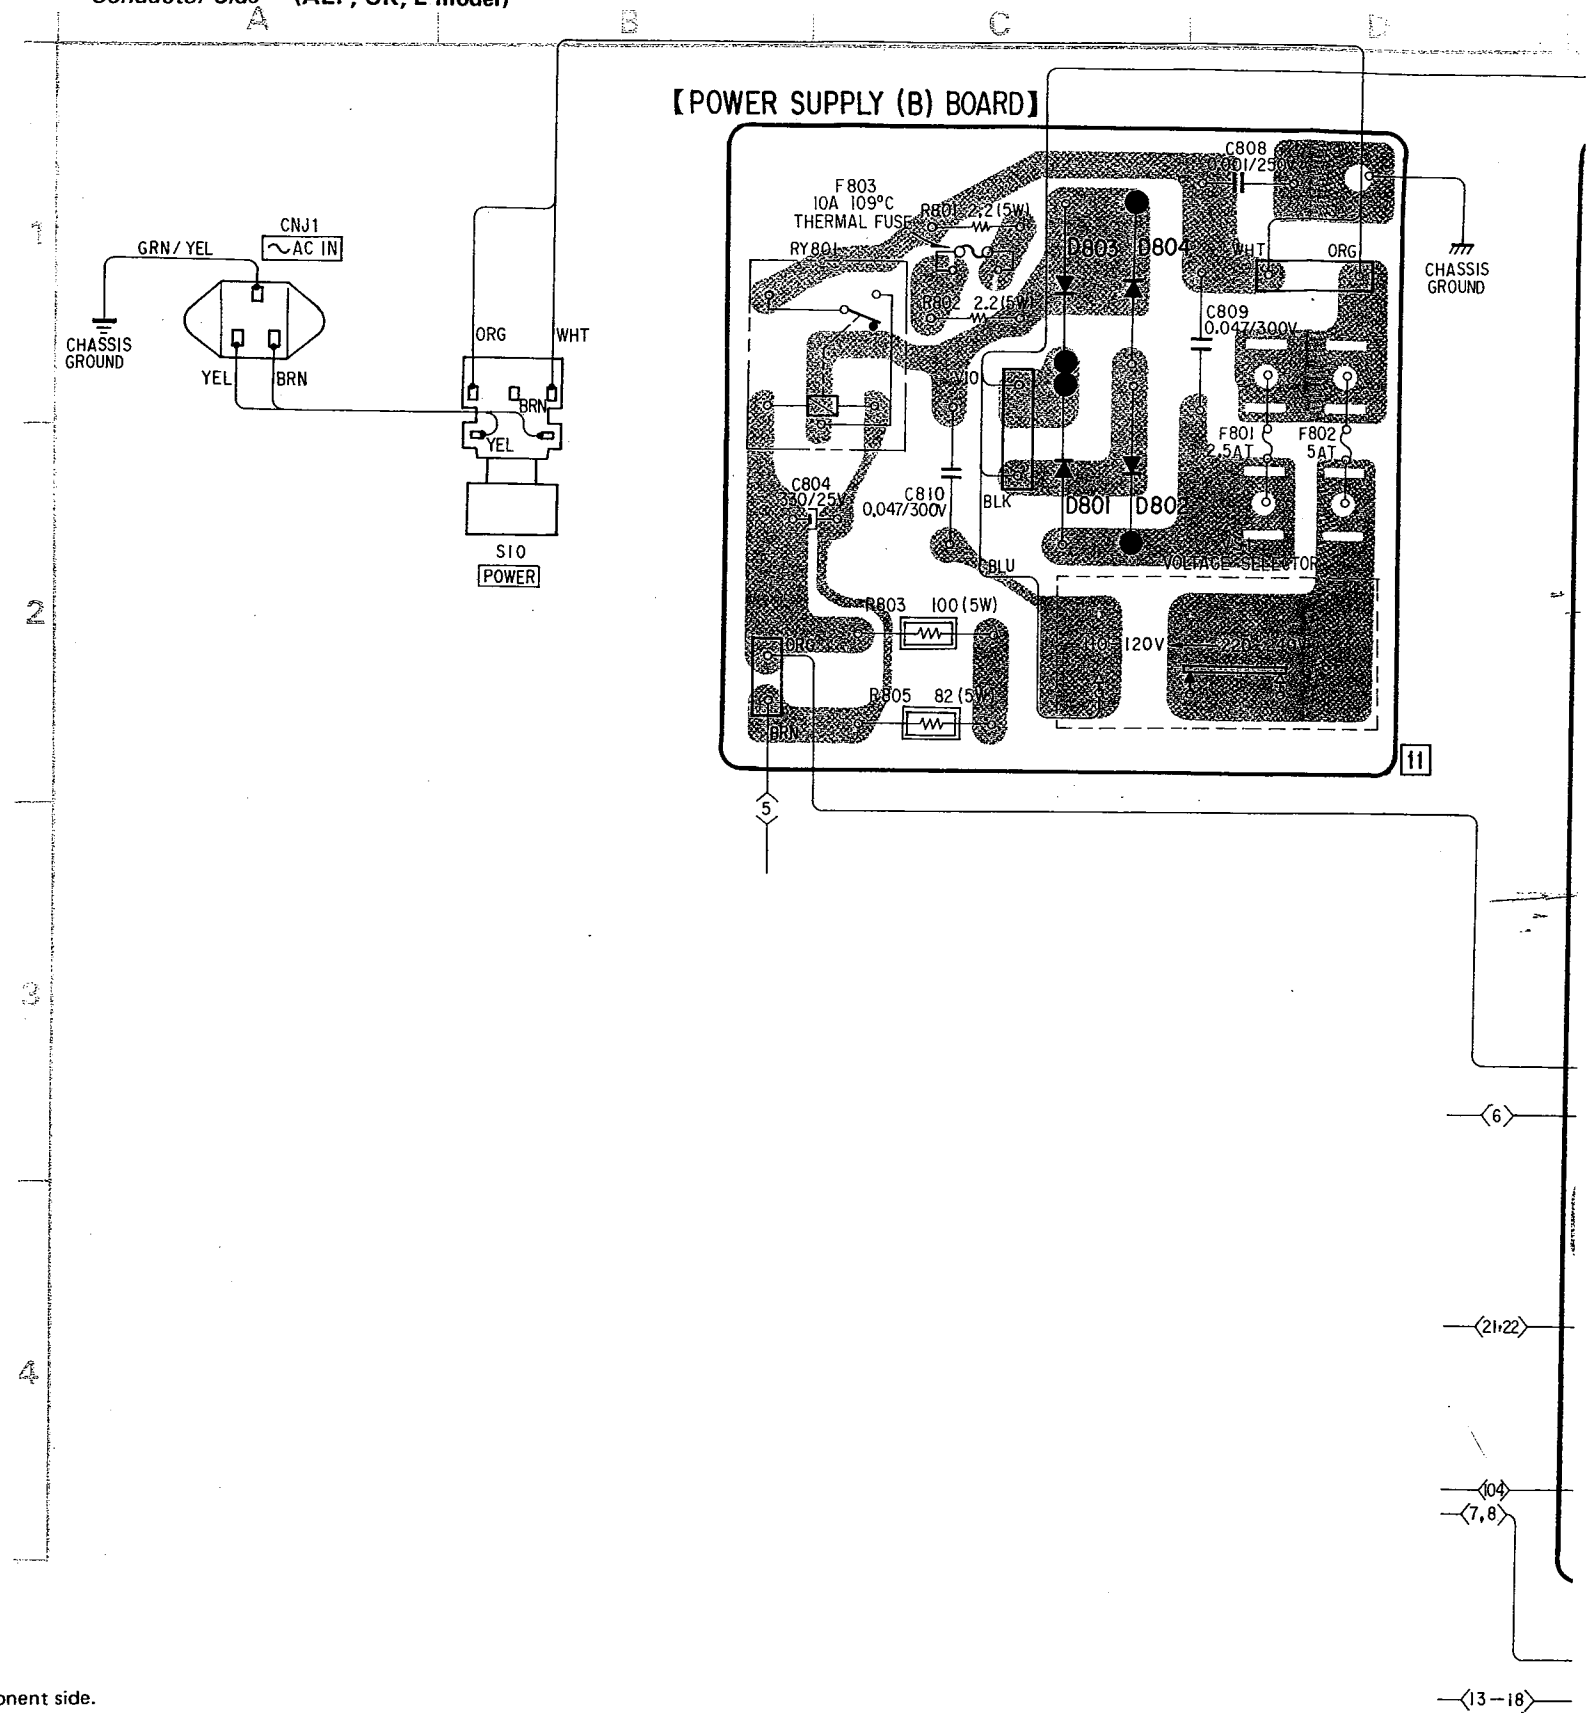 A B C D
【POWER SUPPLY (B) BOARD】
C808
0.001/250V
F803
10A 109°C
THERMAL FUSE
R801 2.2(5W)
RY801
D803 D804
WHT ORG
CHASSIS
GROUND
R802 2.2(5W)
C809
0.047/300V
1
CNJ1
∼AC IN
GRN/YEL
CHASSIS
GROUND
YEL BRN
ORG WHT
BRN
YEL
S10
POWER
F801
2.5AT
F802
5AT
C804
330/25V
C810
0.047/300V
BLK
D801 D802
BLU
VOLTAGE SELECTOR
2
R803 100(5W)
ORG
120V
R805 82(5W)
BRN
11
5
3
6
21,22
4
104
7,8
onent side.
13-18